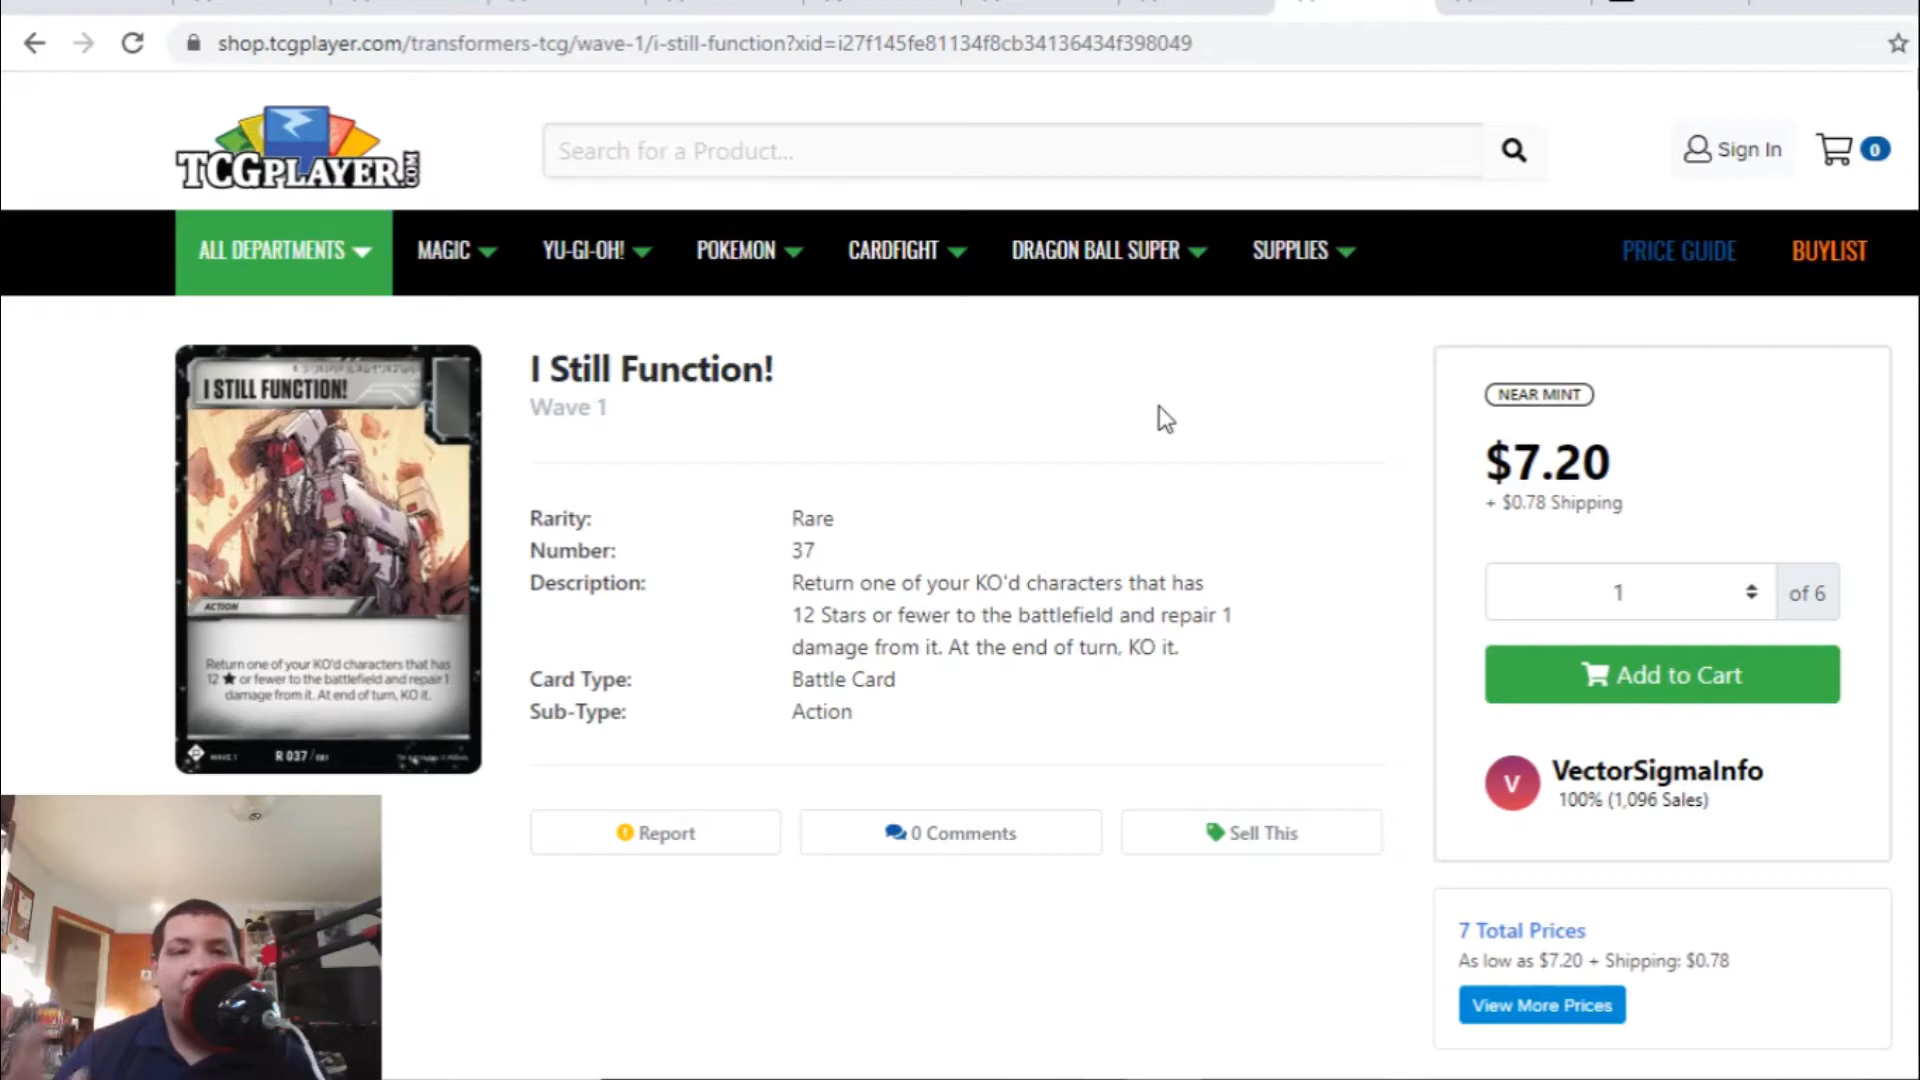 shop.tcgplayer.com/transformers-tcg/wave-1/i-still-function?xid=i27f145fe81134f8cb34136434f398049
TCGPLAYER.COM
Search for a Product...
Sign In
0
ALL DEPARTMENTS
MAGIC
YU-GI-OH!
POKEMON
CARDFIGHT
DRAGON BALL SUPER
SUPPLIES
PRICE GUIDE
BUYLIST
I STILL FUNCTION!
ACTION
Return one of your KO'd characters that has
12 ★ or fewer to the battlefield and repair 1
damage from it. At end of turn, KO it.
WAVE 1
R 037/081
I Still Function!
Wave 1
Rarity: Rare
Number: 37
Description: Return one of your KO'd characters that has
12 Stars or fewer to the battlefield and repair 1
damage from it. At the end of turn, KO it.
Card Type: Battle Card
Sub-Type: Action
Report
0 Comments
Sell This
NEAR MINT
$7.20
+ $0.78 Shipping
1
of 6
Add to Cart
V
VectorSigmaInfo
100% (1,096 Sales)
7 Total Prices
As low as $7.20 + Shipping: $0.78
View More Prices